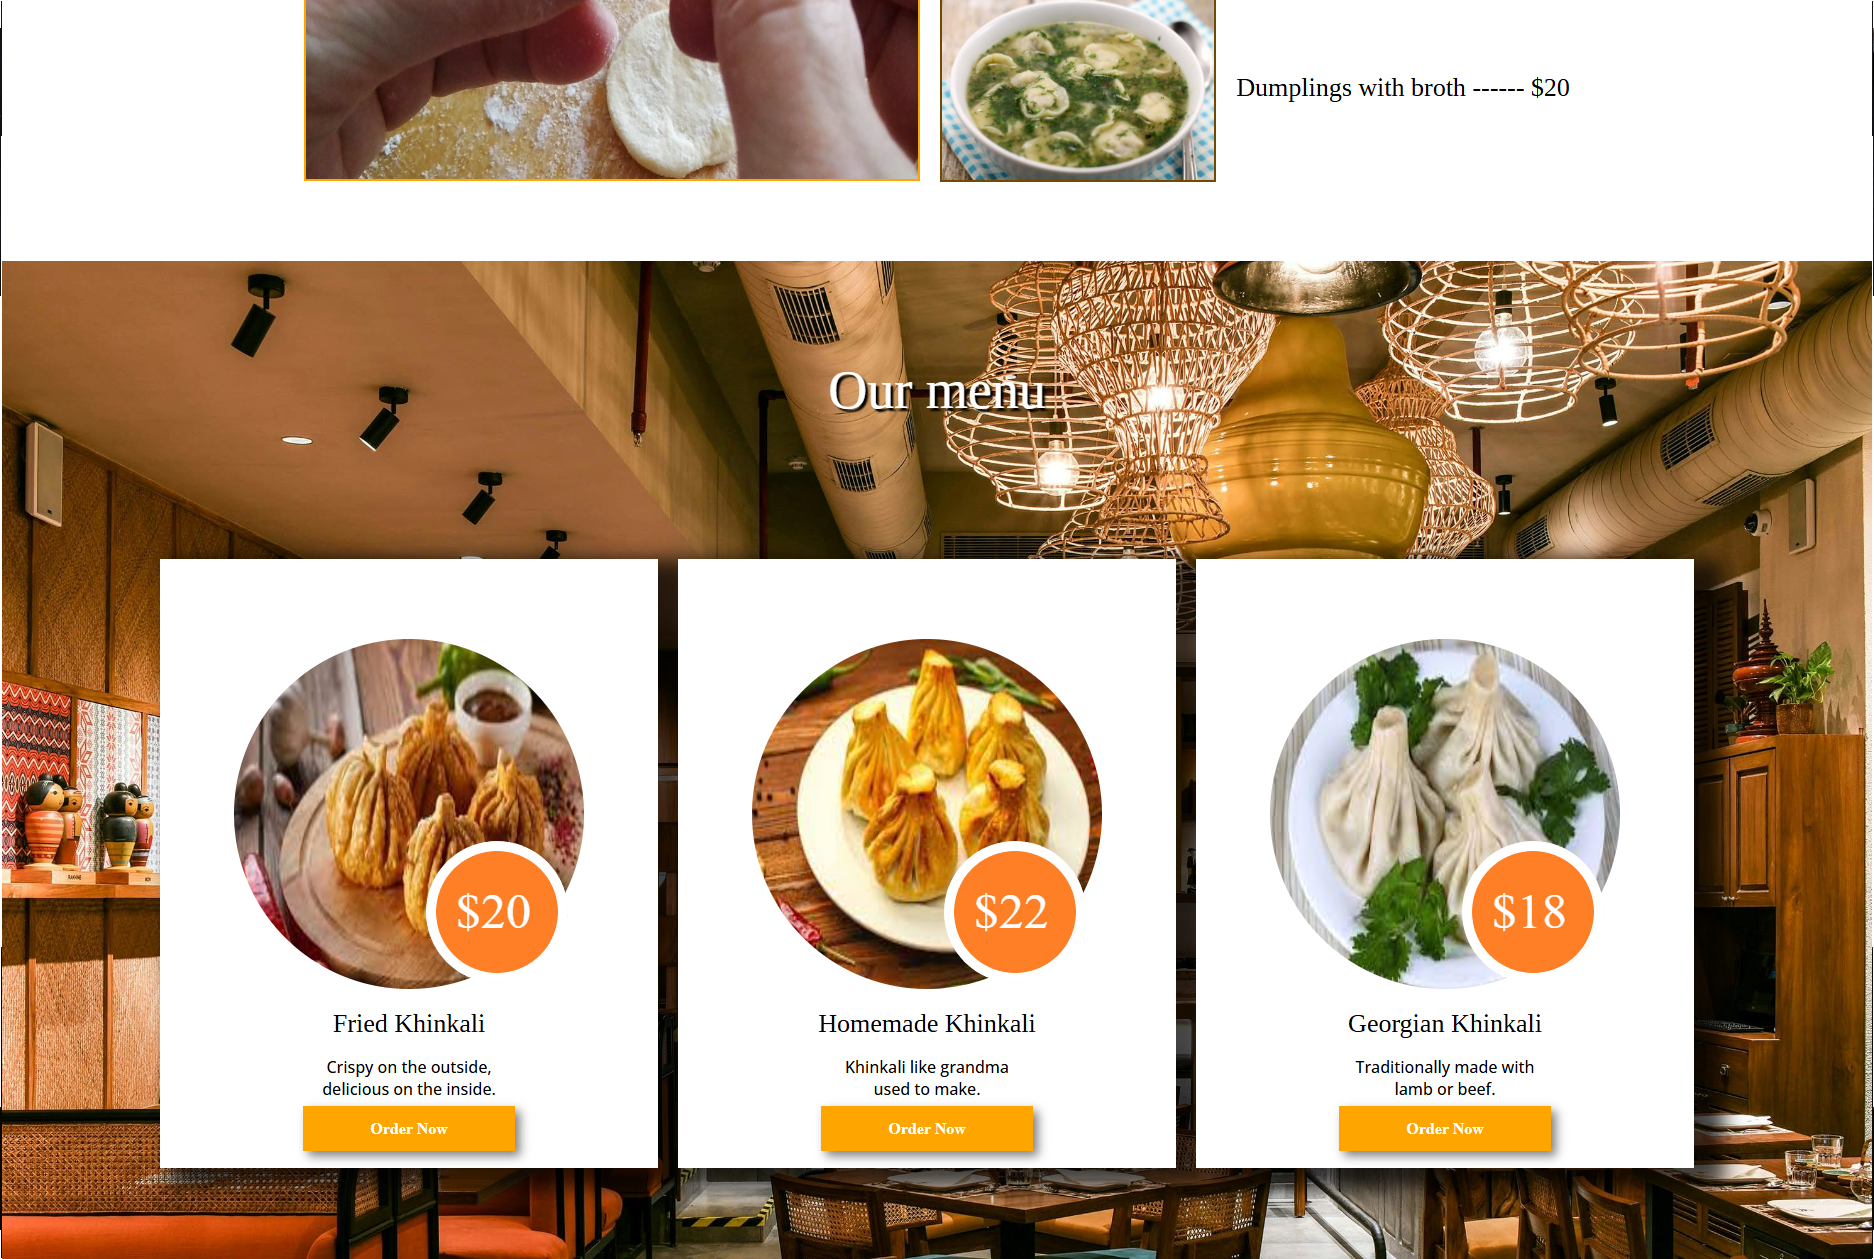 Dumplings with broth ------ $20
Our menu
$20
$22
$18
Fried Khinkali
Homemade Khinkali
Georgian Khinkali
Crispy on the outside,
delicious on the inside.
Khinkali like grandma
used to make.
Traditionally made with
lamb or beef.
Order Now
Order Now
Order Now